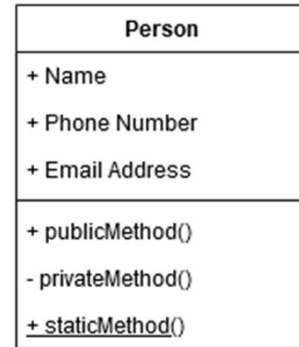 Person
+ Name
+ Phone Number
+ Email Address
+ publicMethod()
- privateMethod()
+ staticMethod()